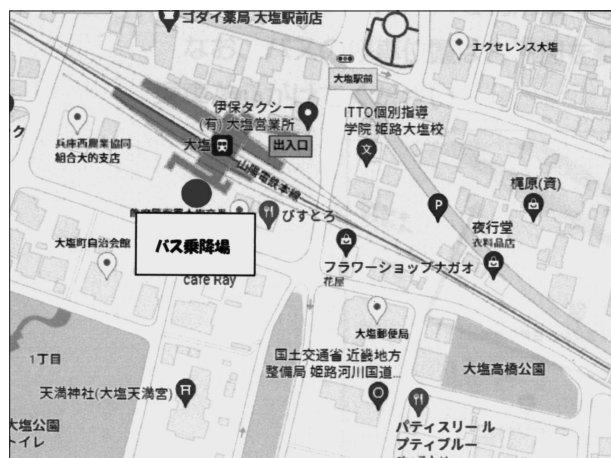 ゴダイ薬局 大塩駅前店
エクセレンス大塩
大塩駅前
伊保タクシー
(有) 大塩営業所
ITTO個別指導
学院 姫路大塩校
ク
兵庫西農業協同
組合大的支店
大塩
出入口
山陽電鉄本線
梶原(資)
P
びすとろ
夜行堂
衣料品店
大塩町自治会館
バス乗降場
フラワーショップナガオ
花屋
cafe Ray
大塩郵便局
1丁目
国土交通省 近畿地方
整備局 姫路河川国道...
大塩高橋公園
天満神社(大塩天満宮)
大塩公園
トイレ
パティスリー ル
プティブルー